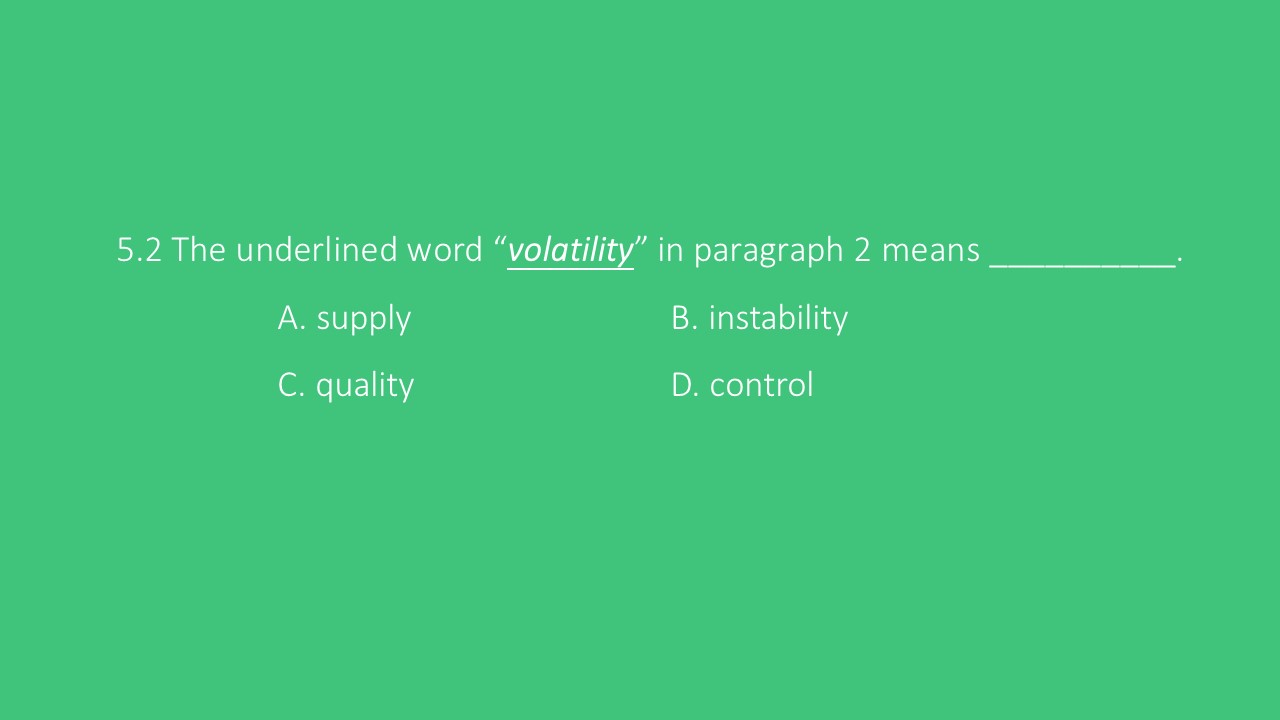 5.2 The underlined word “volatility” in paragraph 2 means __________.
A. supply B. instability
C. quality D. control